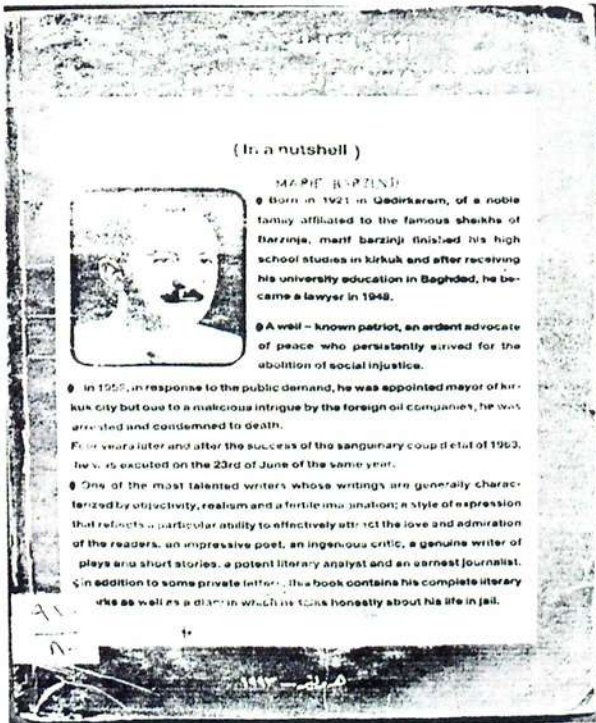 ( In a nutshell )
MARIF BARZINJI
Born in 1921 in Qadirkaram, of a noble
family affiliated to the famous sheikhs of
Barzinja, marif barzinji finished his high
school studies in kirkuk and after receiving
his university education in Baghdad, he be-
came a lawyer in 1948.
A well – known patriot, an ardent advocate
of peace who persistently strived for the
abolition of social injustice.
In in response to the public demand, he was appointed mayor of kir-
kuk city but due to a malicious intrigue by the foreign oil companies, he was
arrested and condemned to death.
Four years later and after the success of the sanguinary coup d etat of 1963,
he was excuted on the 23rd of June of the same year.
One of the most talented writers whose writings are generally charac-
terized by objectivity, realism and a fertile imagination; a style of expression
that reflects a particular ability to effectively attract the love and admiration
of the readers. an impressive poet, an ingenious critic, a genuine writer of
plays and short stories. a potent literary analyst and an earnest journalist.
in addition to some private letters, this book contains his complete literary
works as well as a diary in which he talks honestly about his life in jail.
١٩٩٣